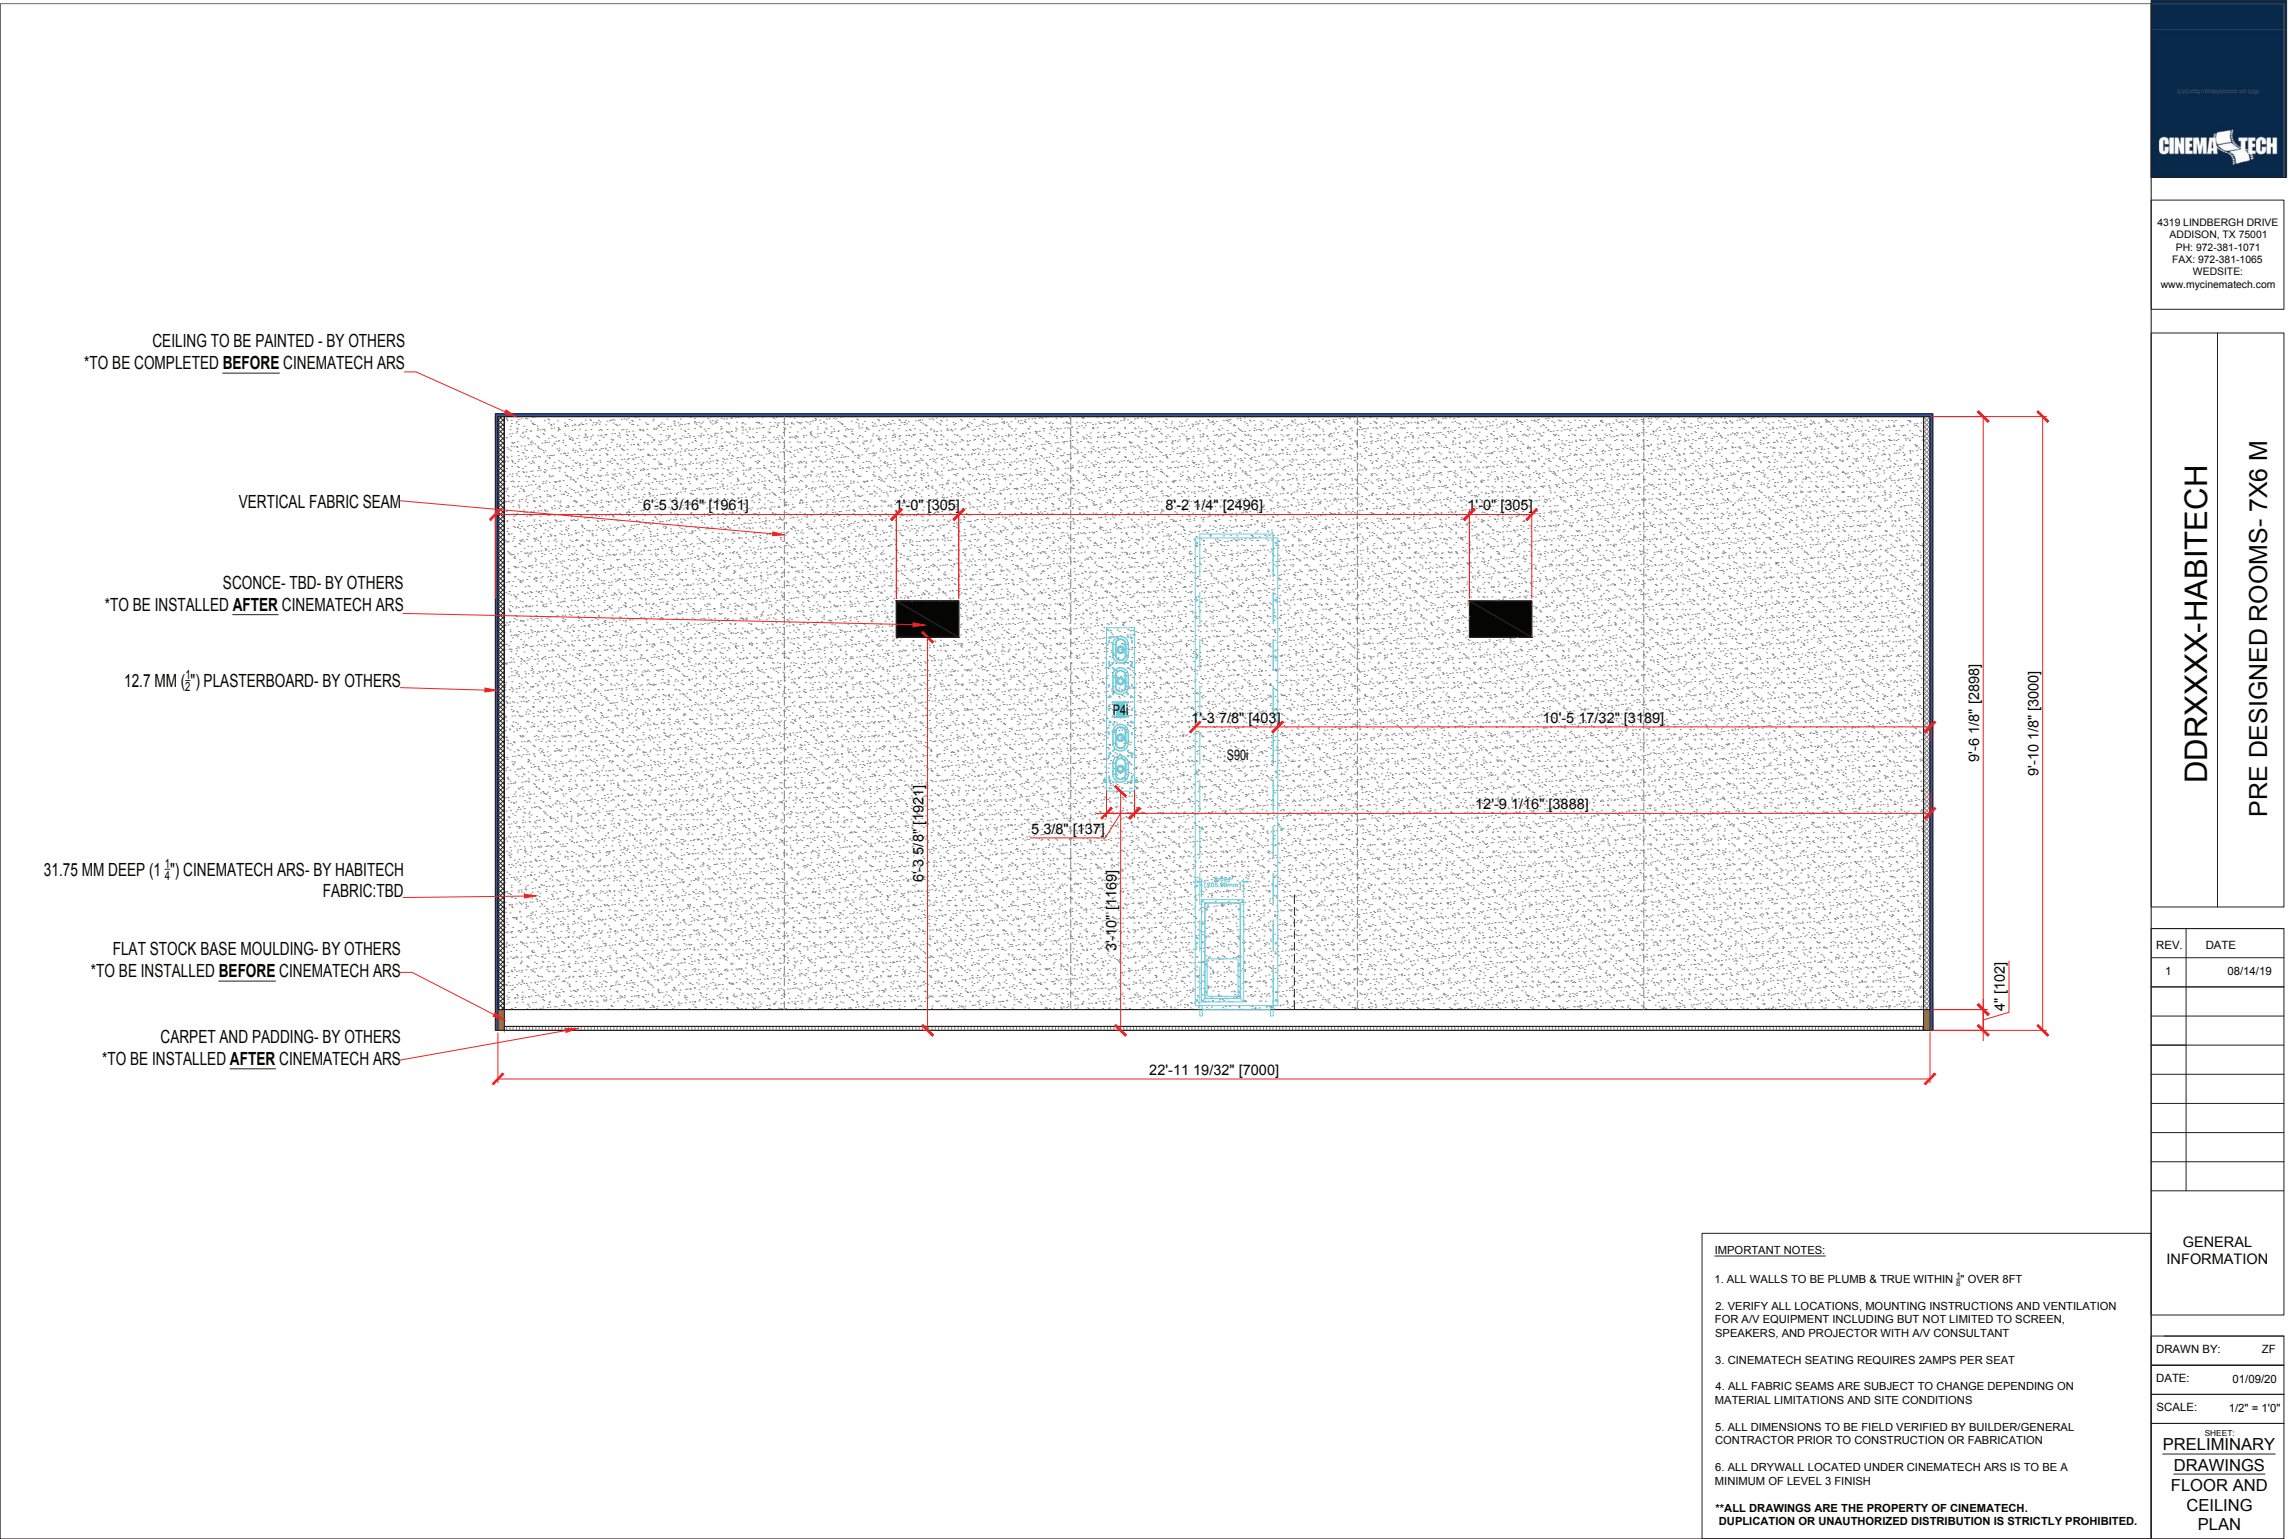 CEILING TO BE PAINTED - BY OTHERS
*TO BE COMPLETED BEFORE CINEMATECH ARS
VERTICAL FABRIC SEAM
SCONCE- TBD- BY OTHERS
*TO BE INSTALLED AFTER CINEMATECH ARS
12.7 MM (½") PLASTERBOARD- BY OTHERS
31.75 MM DEEP (1 ¼") CINEMATECH ARS- BY HABITECH
FABRIC:TBD
FLAT STOCK BASE MOULDING- BY OTHERS
*TO BE INSTALLED BEFORE CINEMATECH ARS
CARPET AND PADDING- BY OTHERS
*TO BE INSTALLED AFTER CINEMATECH ARS
6'-5 3/16" [1961]
1'-0" [305]
8'-2 1/4" [2496]
1'-0" [305]
P4i
1'-3 7/8" [403]
10'-5 17/32" [3189]
S90i
12'-9 1/16" [3888]
5 3/8" [137]
6'-3 5/8" [1921]
3'-10" [1169]
9'-6 1/8" [2898]
9'-10 1/8" [3000]
4" [102]
22'-11 19/32" [7000]
IMPORTANT NOTES:
1. ALL WALLS TO BE PLUMB & TRUE WITHIN ⅛" OVER 8FT
2. VERIFY ALL LOCATIONS, MOUNTING INSTRUCTIONS AND VENTILATION
FOR A/V EQUIPMENT INCLUDING BUT NOT LIMITED TO SCREEN,
SPEAKERS, AND PROJECTOR WITH A/V CONSULTANT
3. CINEMATECH SEATING REQUIRES 2AMPS PER SEAT
4. ALL FABRIC SEAMS ARE SUBJECT TO CHANGE DEPENDING ON
MATERIAL LIMITATIONS AND SITE CONDITIONS
5. ALL DIMENSIONS TO BE FIELD VERIFIED BY BUILDER/GENERAL
CONTRACTOR PRIOR TO CONSTRUCTION OR FABRICATION
6. ALL DRYWALL LOCATED UNDER CINEMATECH ARS IS TO BE A
MINIMUM OF LEVEL 3 FINISH
**ALL DRAWINGS ARE THE PROPERTY OF CINEMATECH.
DUPLICATION OR UNAUTHORIZED DISTRIBUTION IS STRICTLY PROHIBITED.
CINEMATECH
4319 LINDBERGH DRIVE
ADDISON, TX 75001
PH: 972-381-1071
FAX: 972-381-1065
WEDSITE:
www.mycinematech.com
DDRXXXX-HABITECH
PRE DESIGNED ROOMS- 7X6 M
REV. DATE
1 08/14/19
GENERAL
INFORMATION
DRAWN BY: ZF
DATE: 01/09/20
SCALE: 1/2" = 1'0"
SHEET:
PRELIMINARY
DRAWINGS
FLOOR AND
CEILING
PLAN